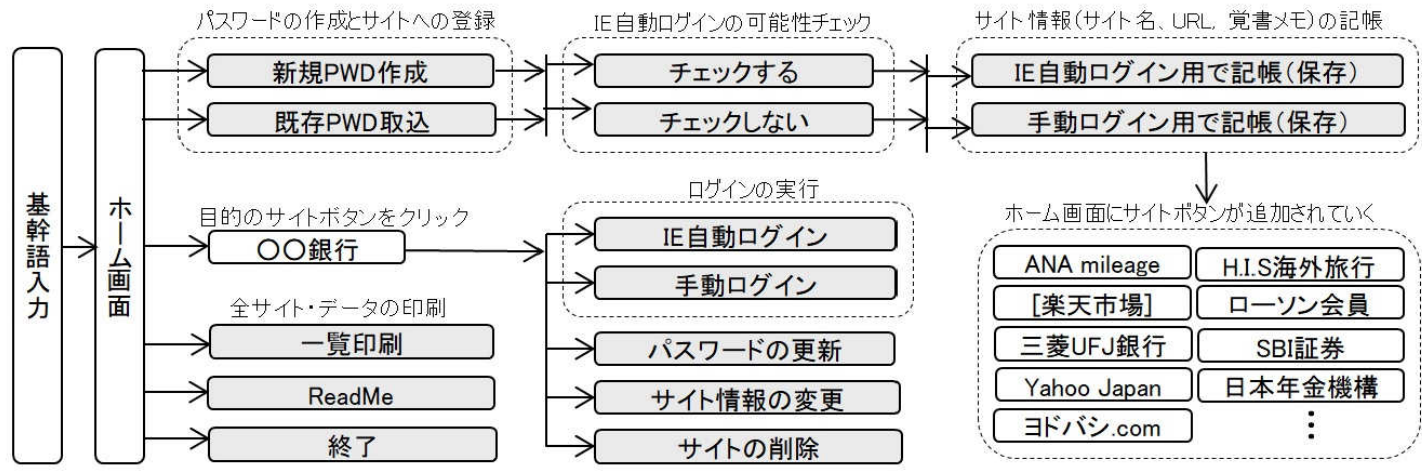 パスワードの作成とサイトへの登録
IE自動ログインの可能性チェック
サイト情報(サイト名、URL, 覚書メモ)の記帳
新規PWD作成
チェックする
IE自動ログイン用で記帳(保存)
既存PWD取込
チェックしない
手動ログイン用で記帳(保存)
基幹語入力
ホーム画面
目的のサイトボタンをクリック
〇〇銀行
ログインの実行
IE自動ログイン
手動ログイン
パスワードの更新
サイト情報の変更
サイトの削除
全サイト・データの印刷
一覧印刷
ReadMe
終了
ホーム画面にサイトボタンが追加されていく
ANA mileage
H.I.S海外旅行
[楽天市場]
ローソン会員
三菱UFJ銀行
SBI証券
Yahoo Japan
日本年金機構
ヨドバシ.com
⋮